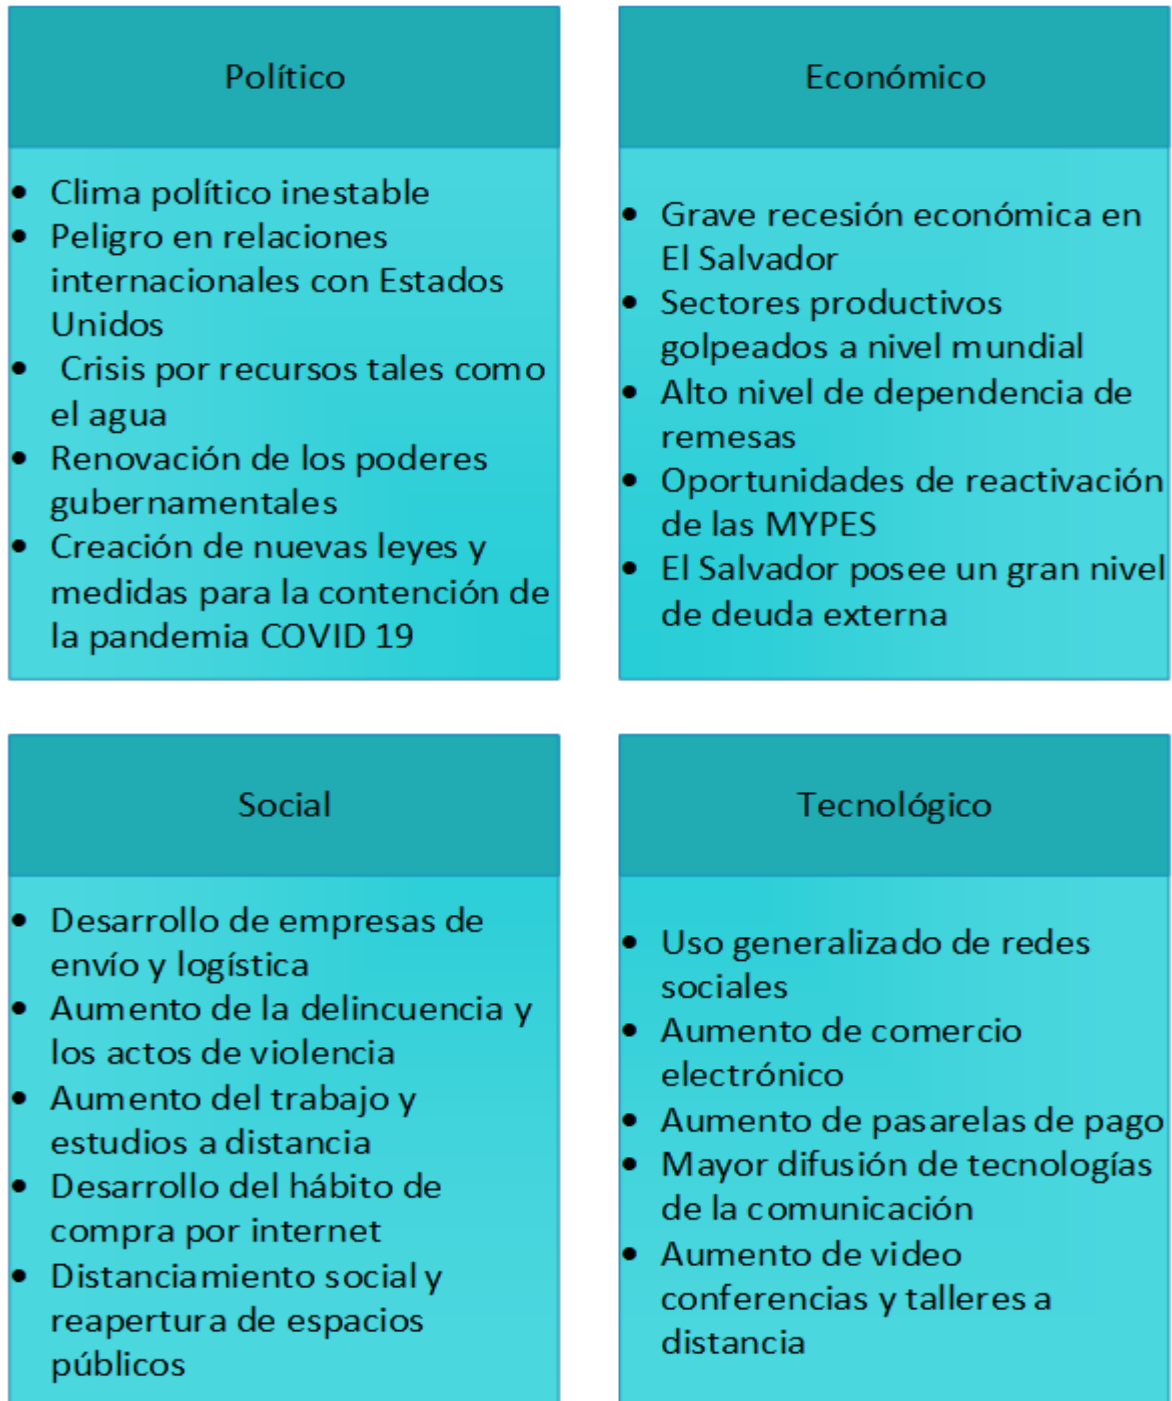 Político
• Clima político inestable
• Peligro en relaciones
internacionales con Estados
Unidos
• Crisis por recursos tales como
el agua
• Renovación de los poderes
gubernamentales
• Creación de nuevas leyes y
medidas para la contención de
la pandemia COVID 19
Económico
• Grave recesión económica en
El Salvador
• Sectores productivos
golpeados a nivel mundial
• Alto nivel de dependencia de
remesas
• Oportunidades de reactivación
de las MYPES
• El Salvador posee un gran nivel
de deuda externa
Social
• Desarrollo de empresas de
envío y logística
• Aumento de la delincuencia y
los actos de violencia
• Aumento del trabajo y
estudios a distancia
• Desarrollo del hábito de
compra por internet
• Distanciamiento social y
reapertura de espacios
públicos
Tecnológico
• Uso generalizado de redes
sociales
• Aumento de comercio
electrónico
• Aumento de pasarelas de pago
• Mayor difusión de tecnologías
de la comunicación
• Aumento de video
conferencias y talleres a
distancia